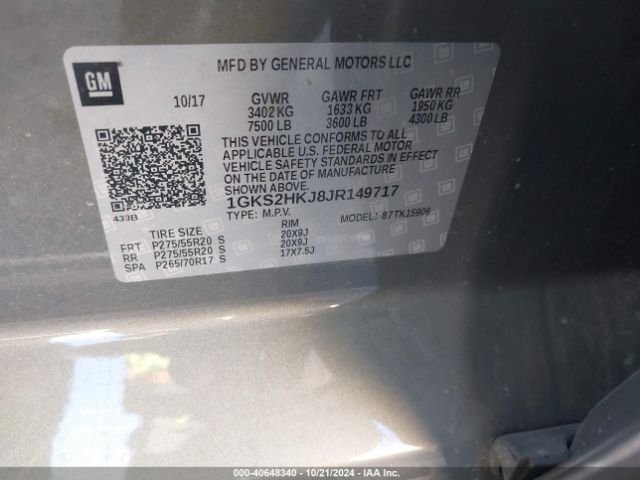 GM
MFD BY GENERAL MOTORS LLC
10/17 GVWR GAWR FRT GAWR RR
3402 KG 1633 KG 1950 KG
7500 LB 3600 LB 4300 LB
THIS VEHICLE CONFORMS TO ALL
APPLICABLE U.S. FEDERAL MOTOR
VEHICLE SAFETY STANDARDS IN EFFECT
ON THE DATE OF MANUFACTURE
SHOWN ABOVE.
1GKS2HKJ8JR149717
433B TYPE: M.P.V. MODEL: 87TK15906
TIRE SIZE RIM
FRT P275/55R20 S 20X9J
RR P275/55R20 S 20X9J
SPA P265/70R17 S 17X7.5J
000-40648340 | 10/21/2024 - IAA Inc.